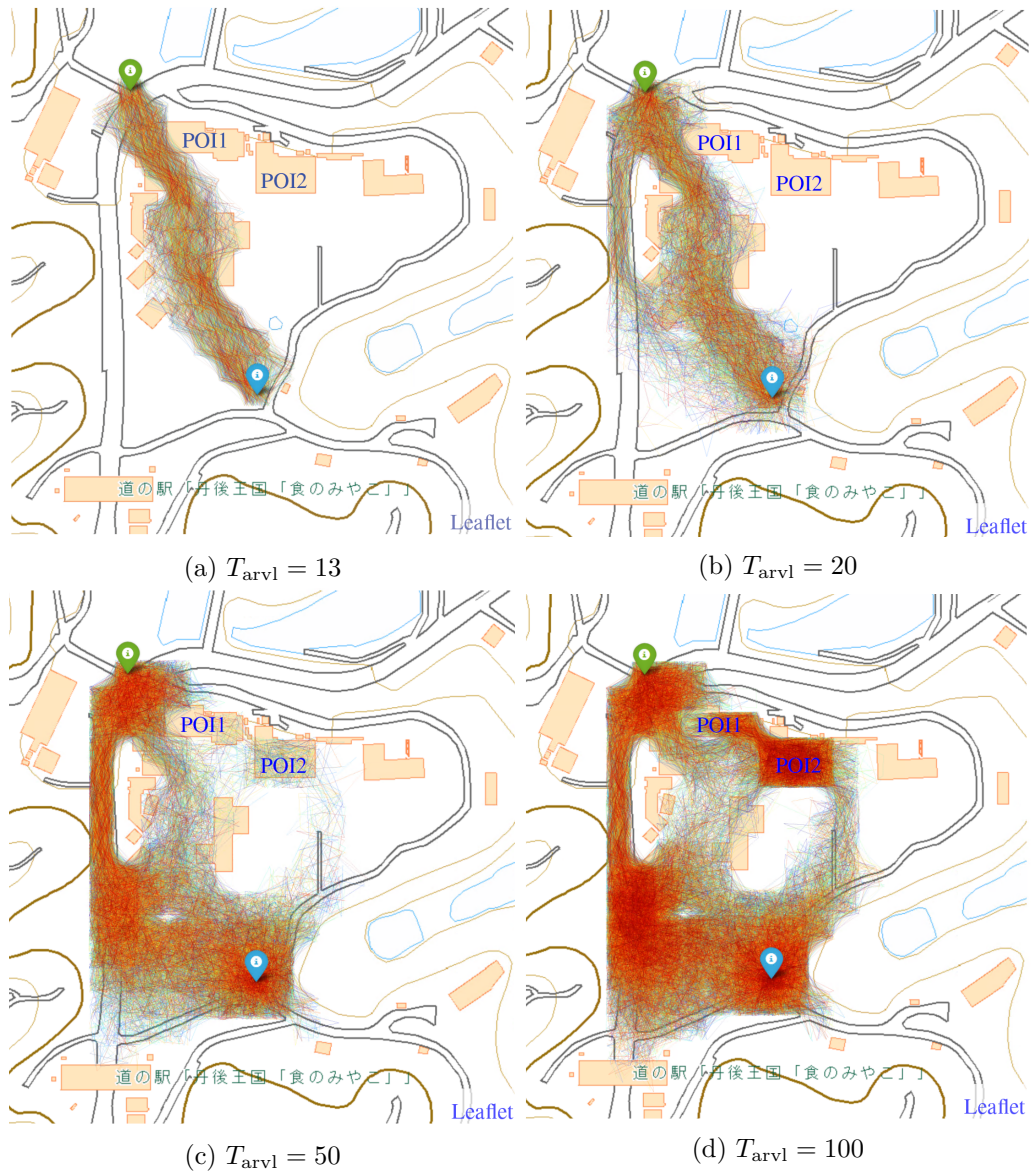 POI1
POI2
道の駅「丹後王国「食のみやこ」」
Leaflet
(a) T_arvl = 13
POI1
POI2
道の駅「丹後王国「食のみやこ」」
Leaflet
(b) T_arvl = 20
POI1
POI2
道の駅「丹後王国「食のみやこ」」
Leaflet
(c) T_arvl = 50
POI1
POI2
道の駅「丹後王国「食のみやこ」」
Leaflet
(d) T_arvl = 100